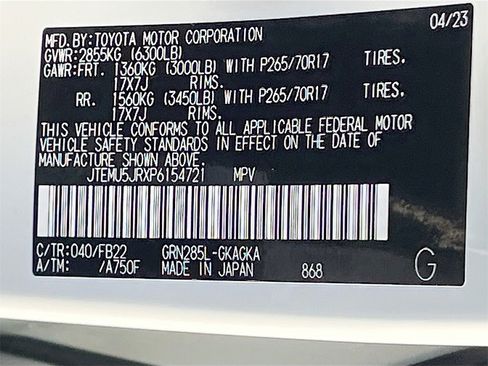 MFD.BY:TOYOTA MOTOR CORPORATION 04/23
GVWR:2855KG (6300LB)
GAWR:FRT. 1360KG (3000LB) WITH P265/70R17 TIRES.
17X7J RIMS.
RR. 1560KG (3450LB) WITH P265/70R17 TIRES.
17X7J RIMS.
THIS VEHICLE CONFORMS TO ALL APPLICABLE FEDERAL MOTOR
VEHICLE SAFETY STANDARDS IN EFFECT ON THE DATE OF
MANUFACTURE SHOWN ABOVE.
JTEMU5JRXP6154721 MPV
C/TR:040/FB22 GRN285L-GKAGKA
A/TM: /A750F MADE IN JAPAN 868 G